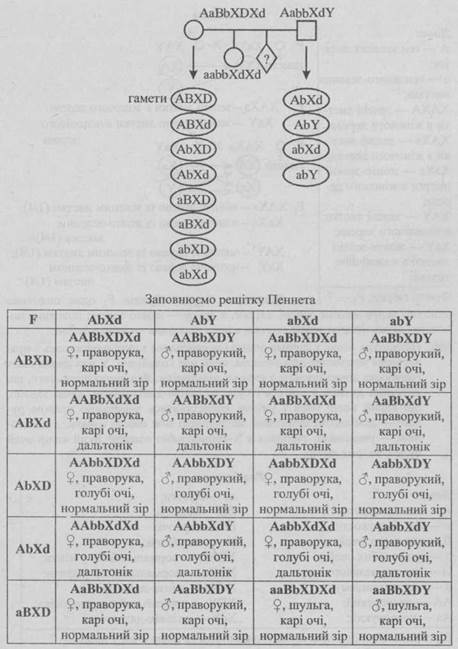 AaBbXDXd AabbXdY
?
aabbXdXd
гамети ABXD AbXd
ABXd AbY
AbXD abXd
AbXd abY
aBXD
aBXd
abXD
abXd
Заповнюємо решітку Пеннета
F AbXd AbY abXd abY
ABXD
AABbXDXd
♀, праворука,
карі очі,
нормальний зір
AABbXDY
♂, праворукий,
карі очі,
нормальний зір
AaBbXDXd
♀, праворука,
карі очі,
нормальний зір
AaBbXDY
♂, праворукий,
карі очі,
нормальний зір
ABXd
AABbXdXd
♀, праворука,
карі очі,
дальтонік
AABbXdY
♂, праворукий,
карі очі,
дальтонік
AaBbXdXd
♀, праворука,
карі очі,
дальтонік
AaBbXdY
♂, праворукий,
карі очі,
дальтонік
AbXD
AAbbXDXd
♀, праворука,
голубі очі,
нормальний зір
AAbbXDY
♂, праворукий,
голубі очі,
нормальний зір
AabbXDXd
♀, праворука,
голубі очі,
нормальний зір
AabbXDY
♂, праворукий,
голубі очі,
нормальний зір
AbXd
AAbbXdXd
♀, праворука,
голубі очі,
дальтонік
AAbbXdY
♂, праворукий,
голубі очі,
дальтонік
AabbXdXd
♀, праворука,
голубі очі,
дальтонік
AabbXdY
♂, праворукий,
голубі очі,
дальтонік
aBXD
AaBbXDXd
♀, праворука,
карі очі,
нормальний зір
AaBbXDY
♂, праворукий,
карі очі,
нормальний зір
aaBbXDXd
♀, шульга,
карі очі,
нормальний зір
aaBbXDY
♂, шульга,
карі очі,
нормальний зір